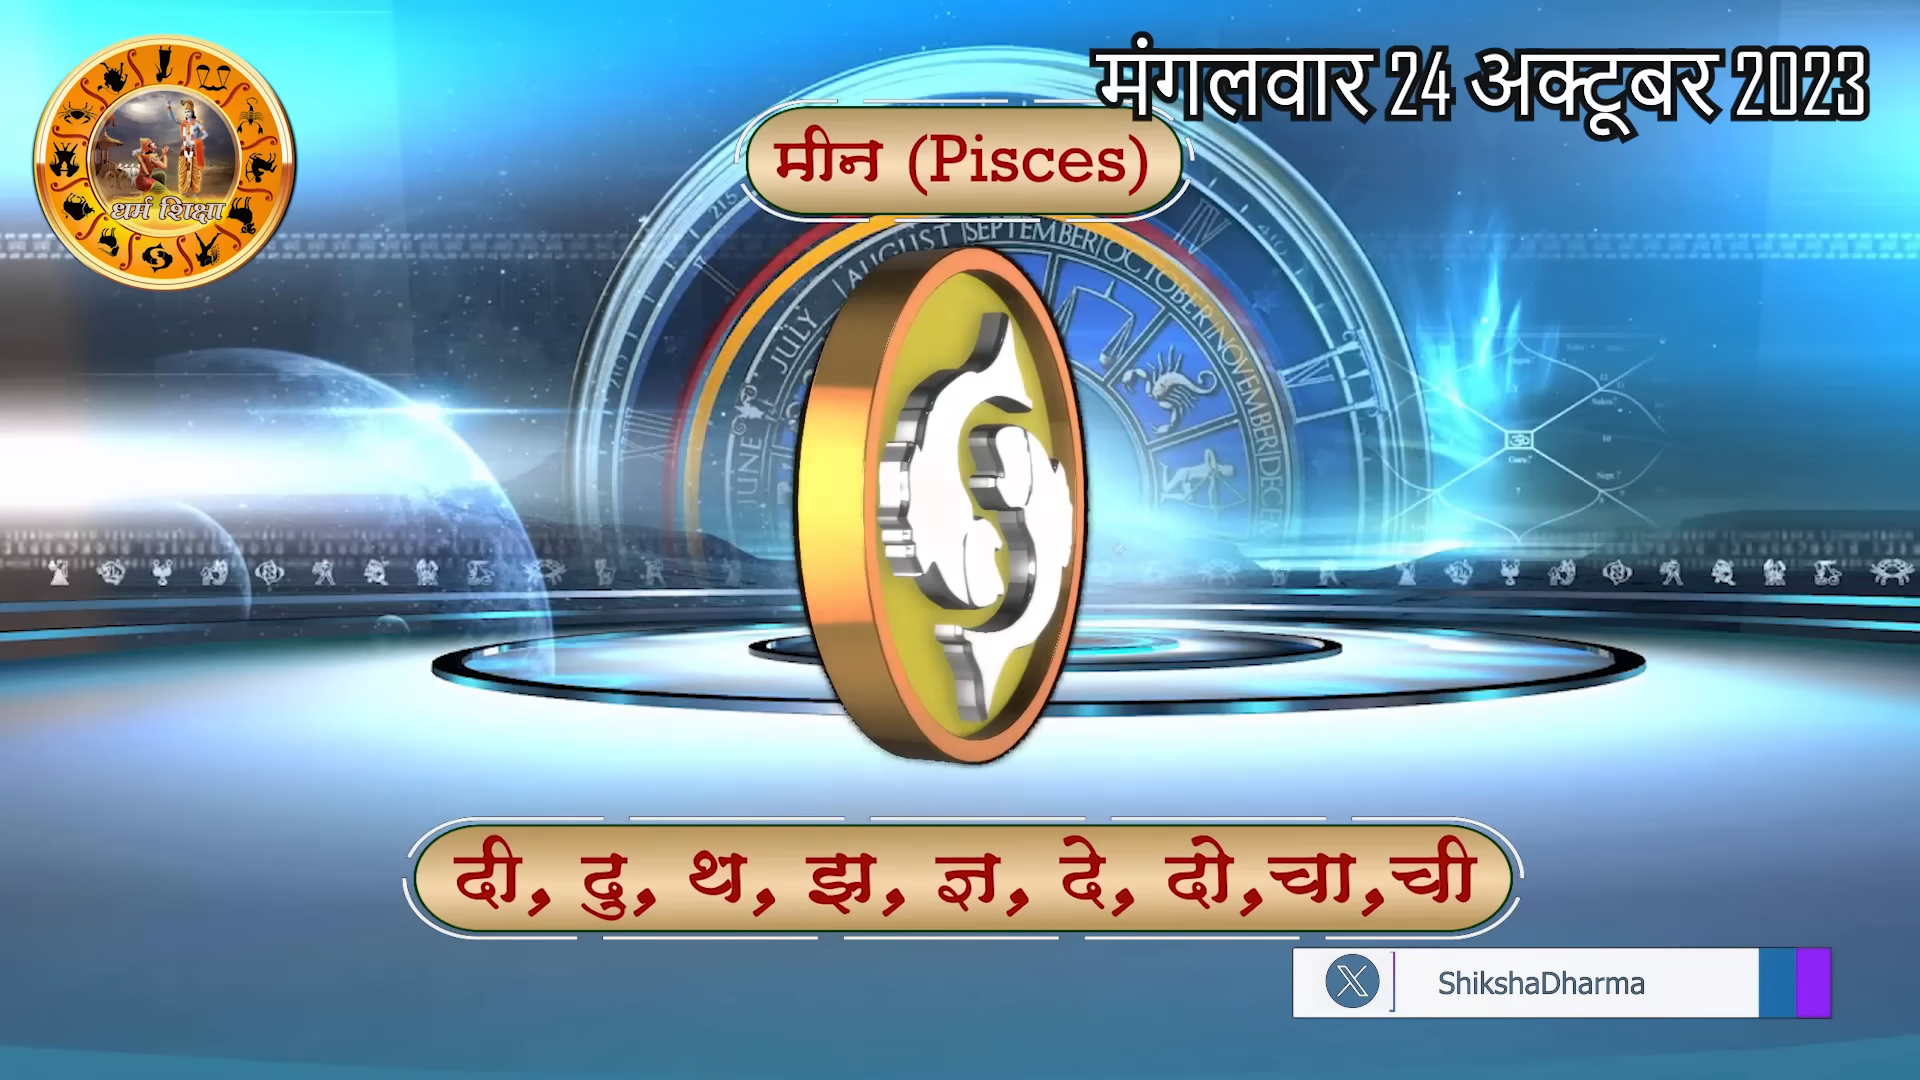 मंगलवार 24 अक्टूबर 2023
मीन (Pisces)
धर्म शिक्षा
JUNE
JULY
AUGUST
SEPTEMBER
OCTOBER
NOVEMBER
दी, दु, थ, झ, ज्ञ, दे, दो,चा,ची
ShikshaDharma